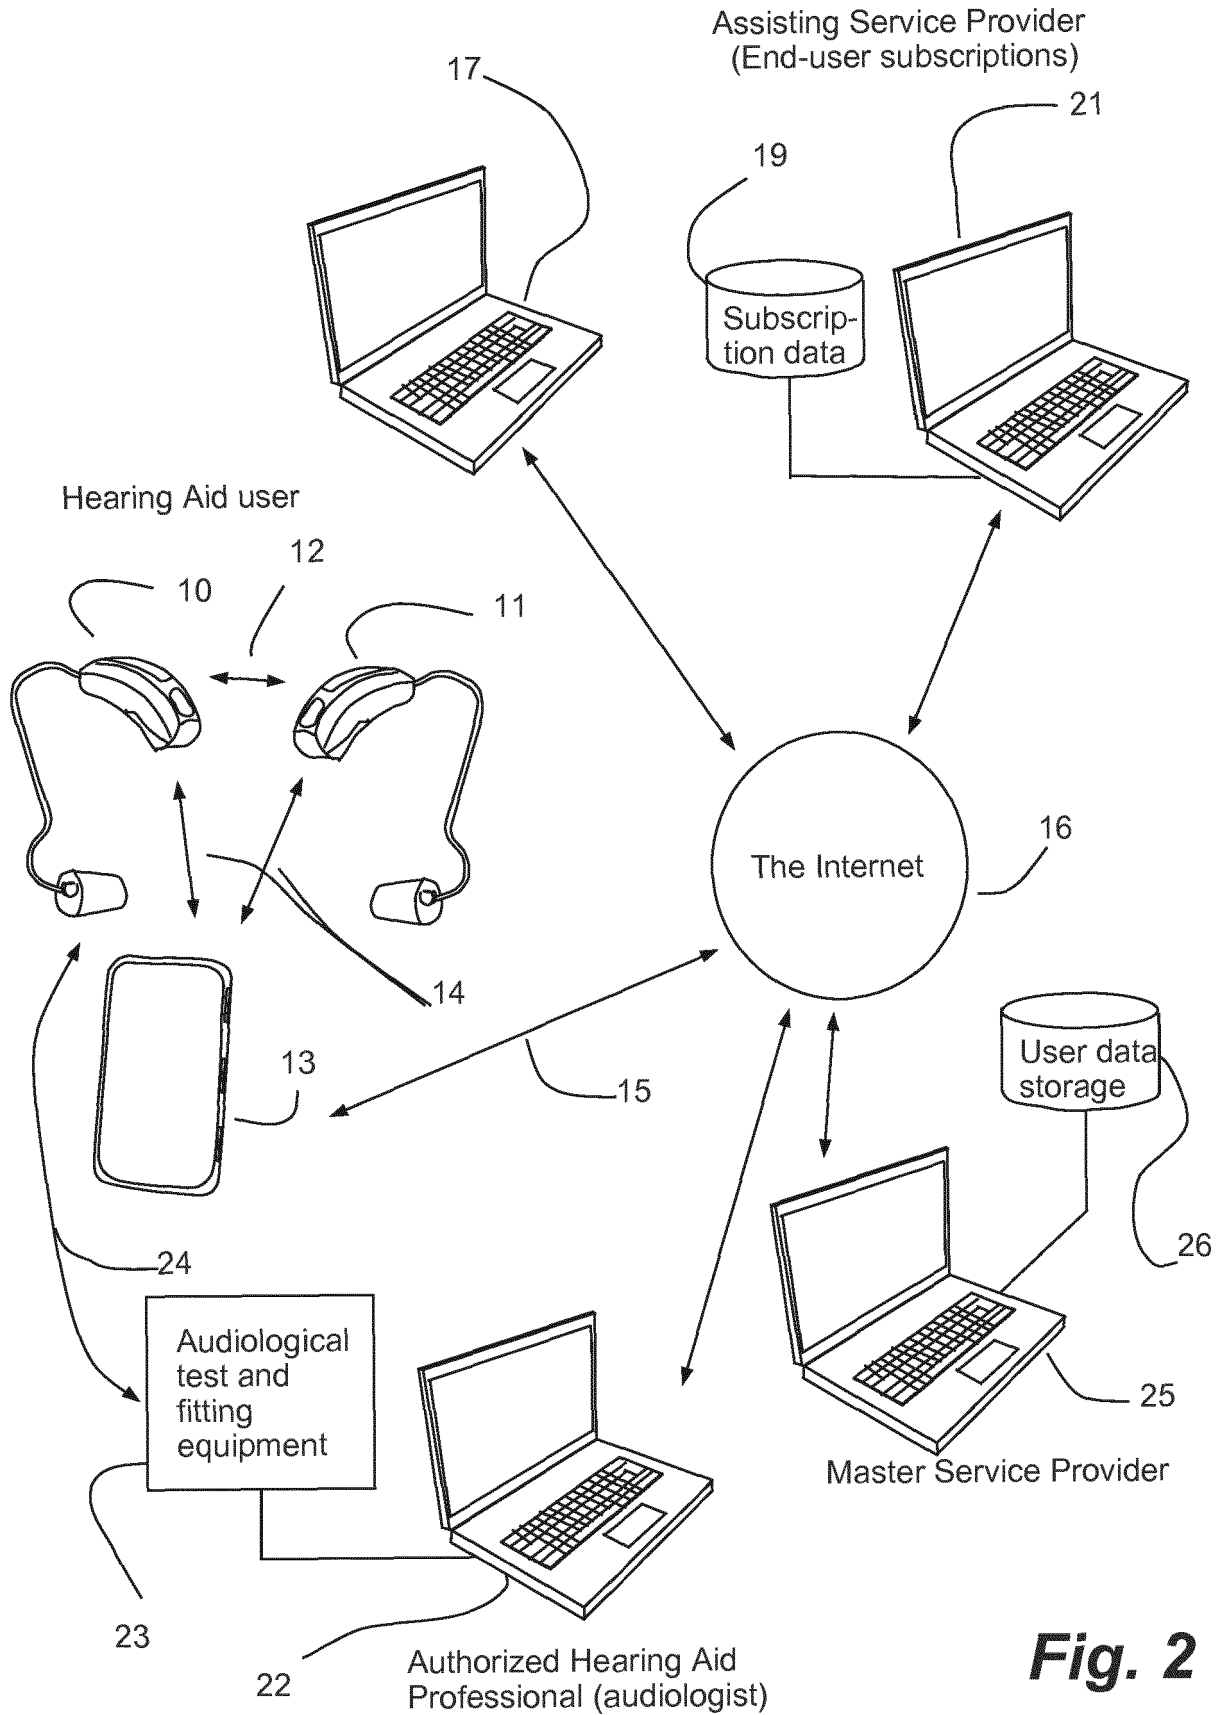 Assisting Service Provider
(End-user subscriptions)
17
21
19
Subscrip-
tion data
Hearing Aid user
12
10
11
16
The Internet
14
13
15
User data
storage
24
26
Audiological
test and
fitting
equipment
25
Master Service Provider
23
22
Authorized Hearing Aid
Professional (audiologist)
Fig. 2